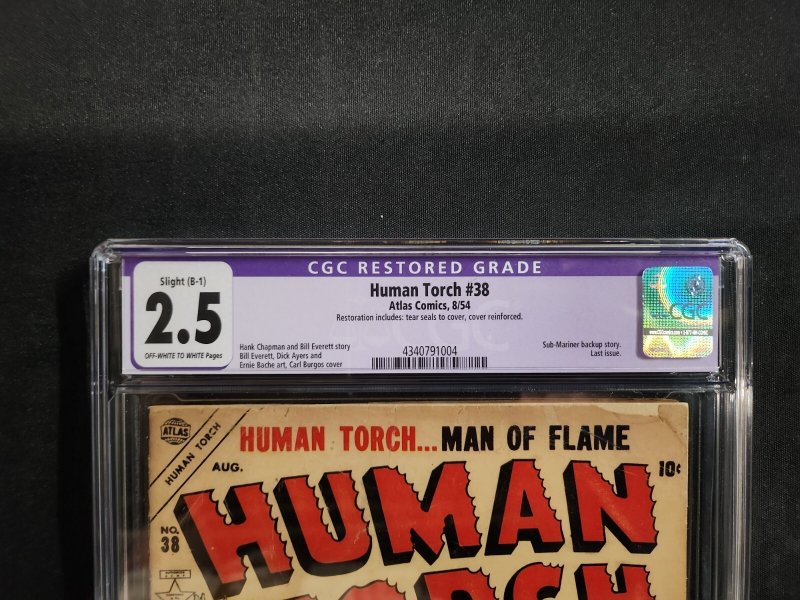 CGC RESTORED GRADE
Slight (B-1)
2.5
OFF-WHITE TO WHITE Pages
Human Torch #38
Atlas Comics, 8/54
Restoration includes: tear seals to cover, cover reinforced.
Hank Chapman and Bill Everett story
Bill Everett, Dick Ayers and
Ernie Bache art, Carl Burgos cover
4340791004
Sub-Mariner backup story.
Last issue.
CGC
ATLAS
HUMAN TORCH
HUMAN TORCH...MAN OF FLAME
AUG.
10¢
NO.
38
HUMAN
TORCH